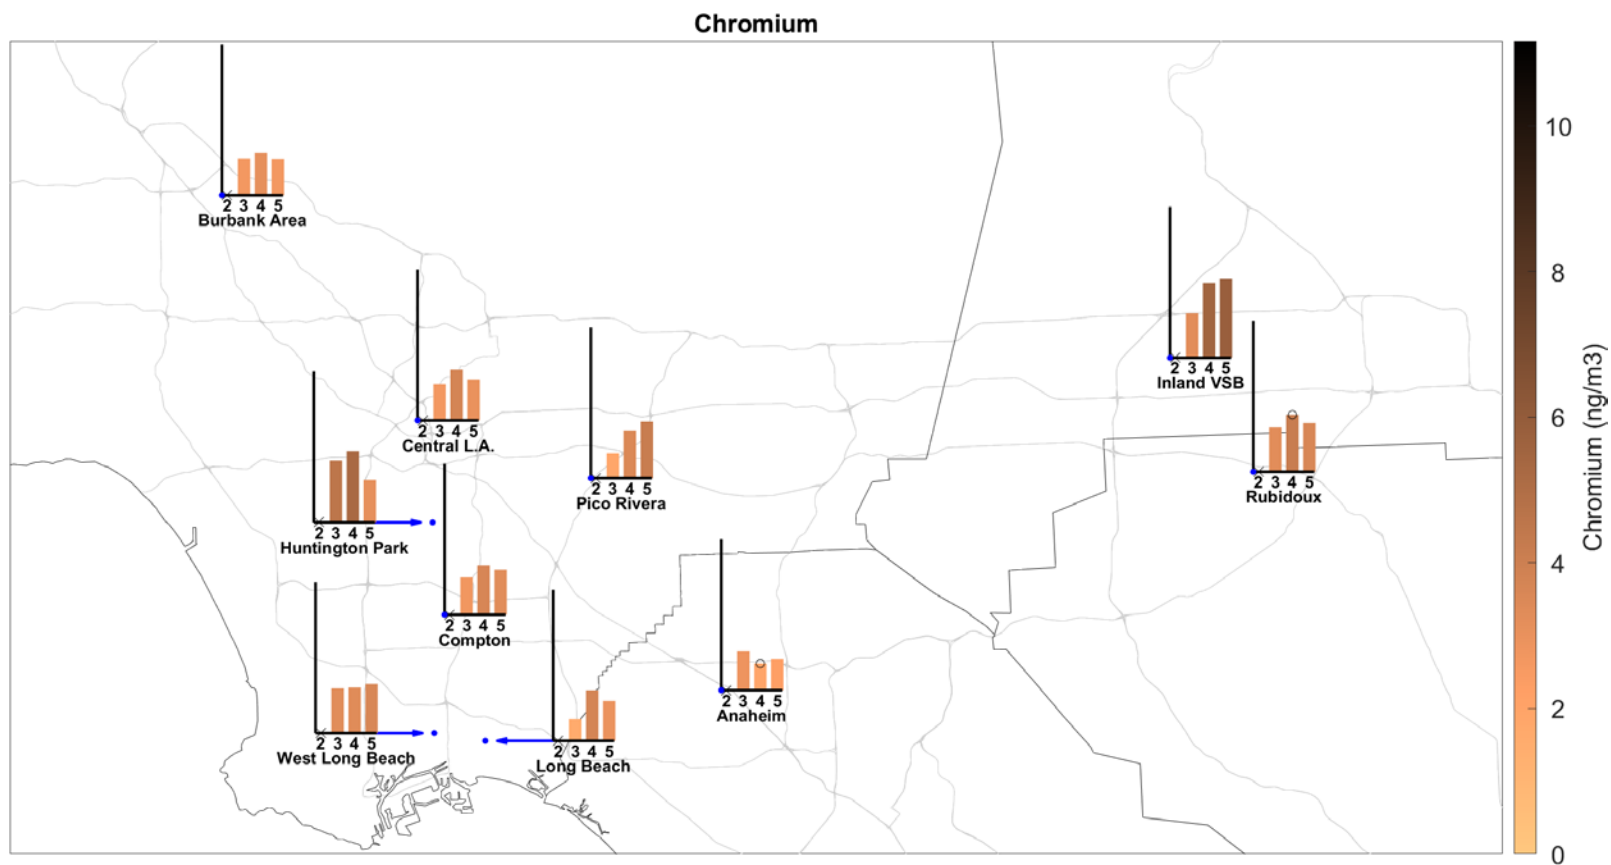 Chromium
2 3 4 5
Burbank Area
2 3 4 5
Central L.A.
2 3 4 5
Pico Rivera
2 3 4 5
Inland VSB
2 3 4 5
Rubidoux
2 3 4 5
Huntington Park
2 3 4 5
Compton
2 3 4 5
Anaheim
2 3 4 5
West Long Beach
2 3 4 5
Long Beach
10
8
6
4
2
0
Chromium (ng/m3)